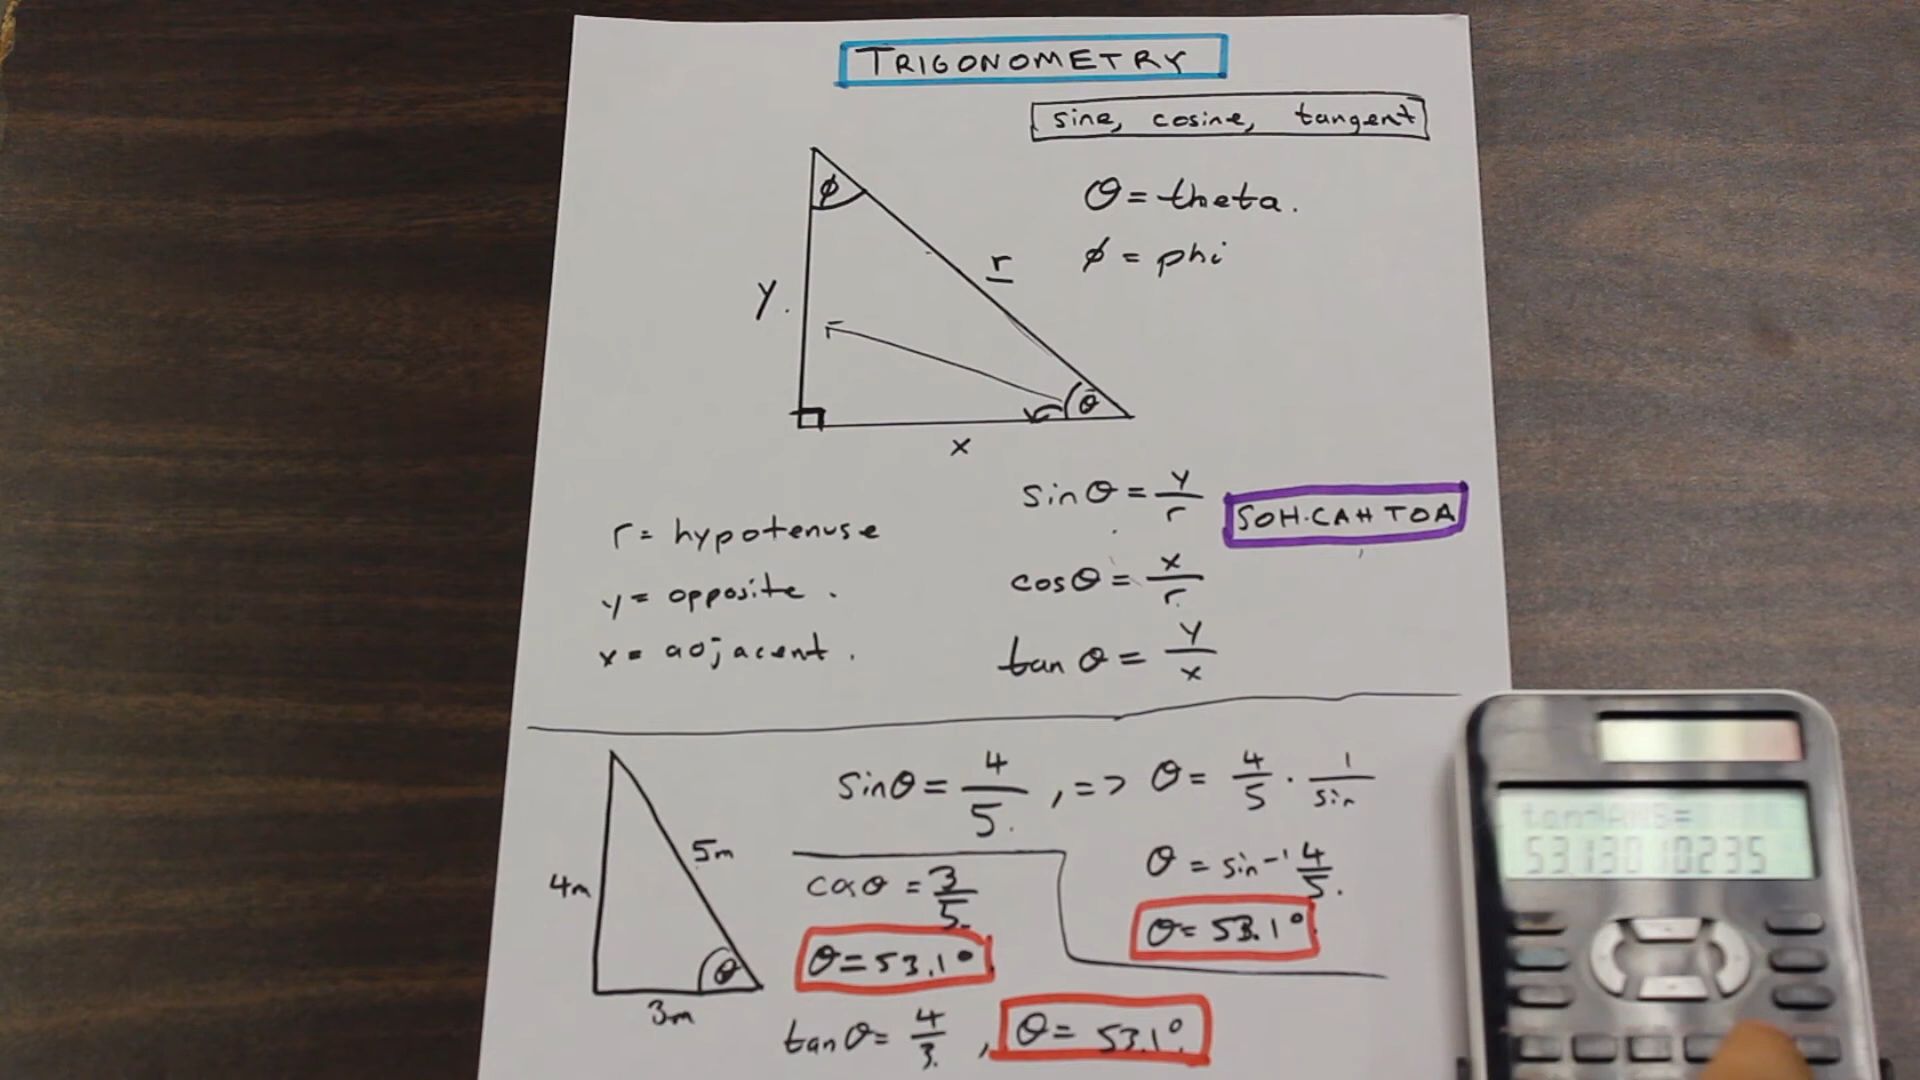 TRIGONOMETRY
sine, cosine, tangent
ϕ
θ = theta.
ϕ = phi
r
y.
θ
x
sin θ = y/r
SOH·CAH TOA
r = hypotenuse
cos θ = x/r
y = opposite.
x = adjacent.
tan θ = y/x
sin θ = 4/5. , => θ = 4/5 · 1/sin
5m
4m
θ
3m
cos θ = 3/5.
θ = sin⁻¹ 4/5.
θ = 53.1°
θ = 53.1°
tan θ = 4/3. , θ = 53.1°
tan⁻¹ANS=
53.13010235